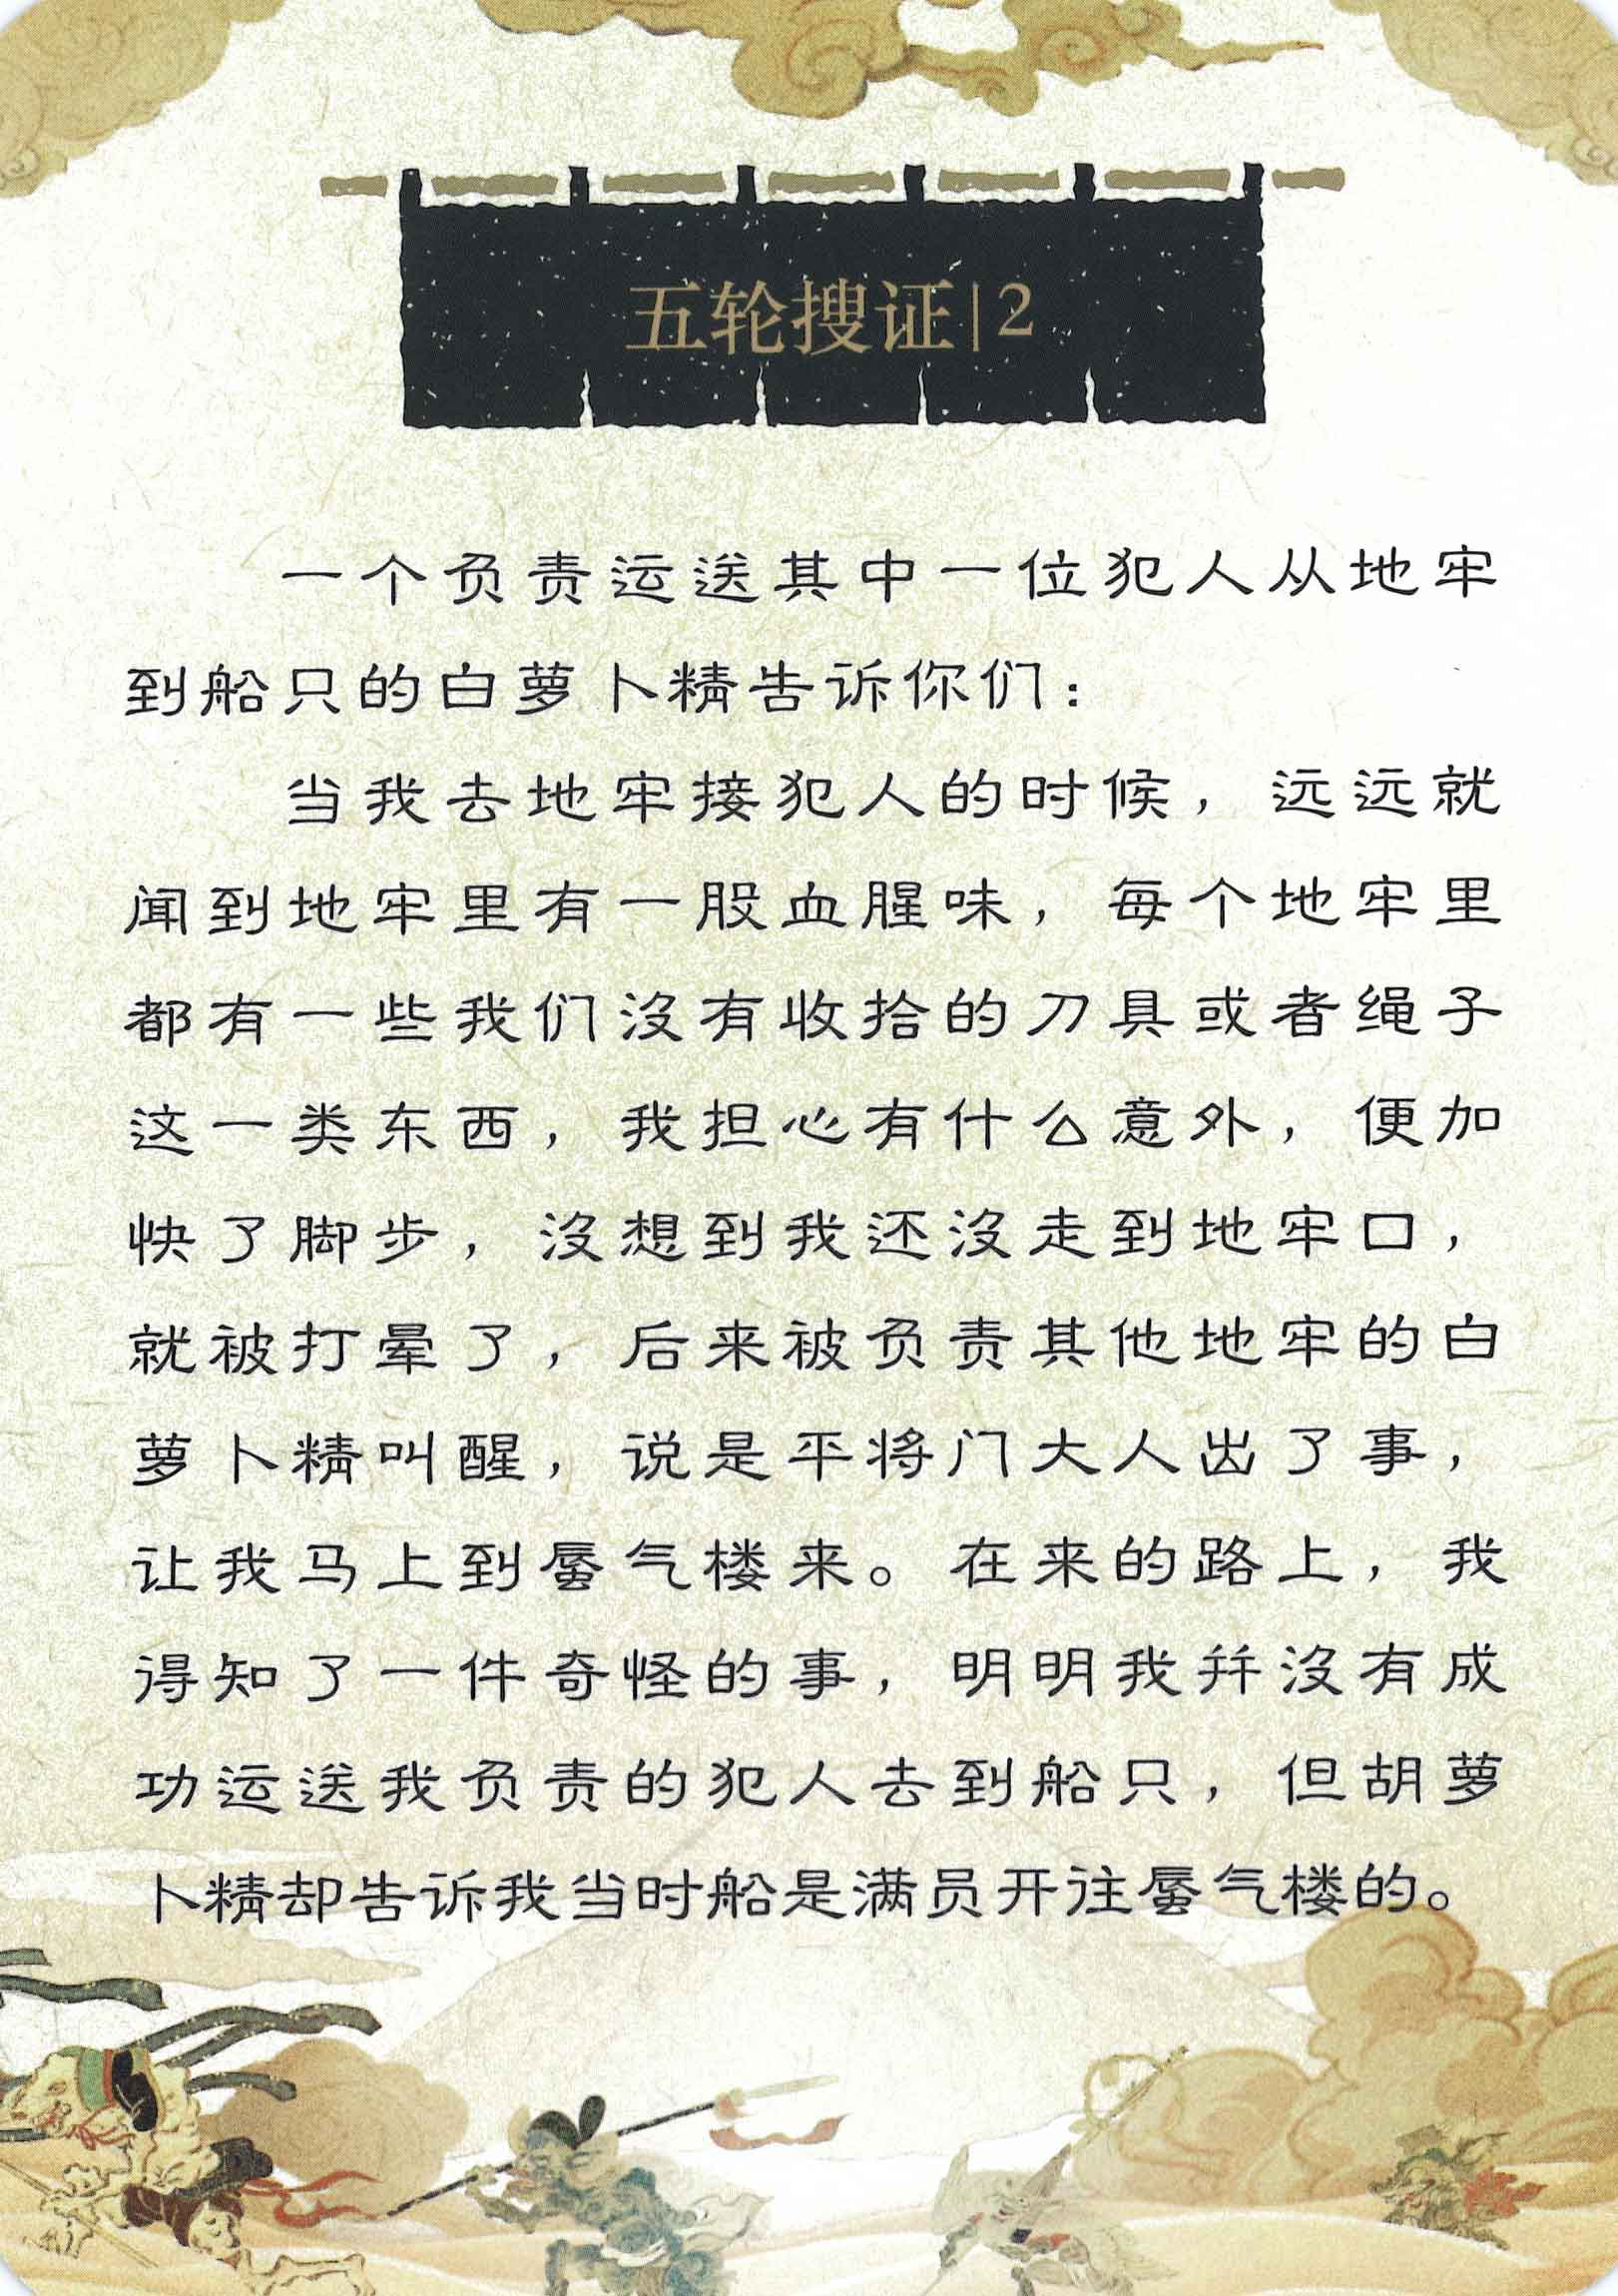 五轮搜证|2
一个负责运送其中一位犯人从地牢
到船只的白萝卜精告诉你们：
当我去地牢接犯人的时候，远远就
闻到地牢里有一股血腥味，每个地牢里
都有一些我们没有收拾的刀具或者绳子
这一类东西，我担心有什么意外，便加
快了脚步，没想到我还没走到地牢口，
就被打晕了，后来被负责其他地牢的白
萝卜精叫醒，说是平将门大人出了事，
让我马上到蜃气楼来。在来的路上，我
得知了一件奇怪的事，明明我并没有成
功运送我负责的犯人去到船只，但胡萝
卜精却告诉我当时船是满员开往蜃气楼的。